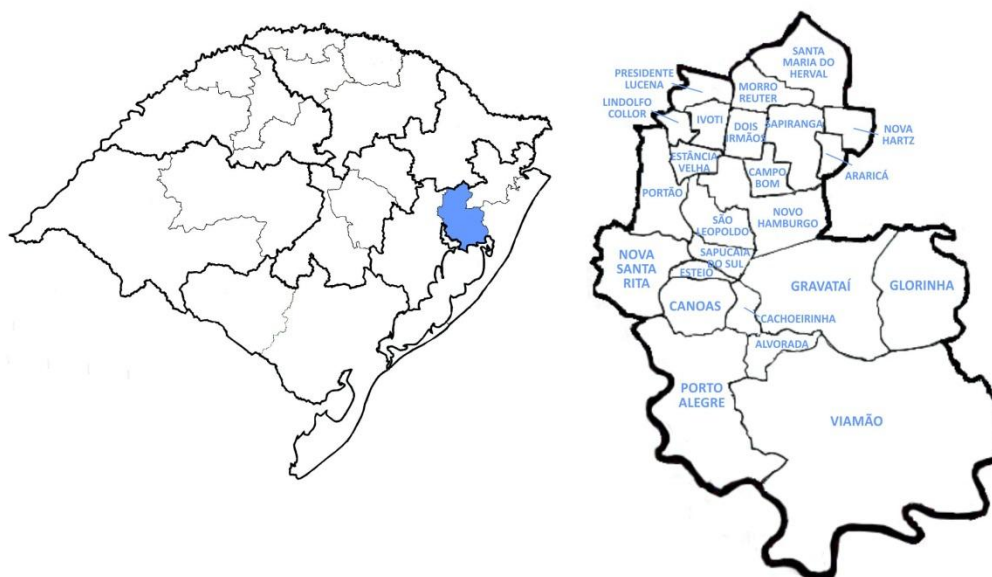 SANTA
MARIA DO
HERVAL
PRESIDENTE
LUCENA
MORRO
REUTER
LINDOLFO
COLLOR
IVOTI
DOIS
IRMÃOS
SAPIRANGA
NOVA
HARTZ
ESTÂNCIA
VELHA
CAMPO
BOM
ARARICÁ
PORTÃO
SÃO
LEOPOLDO
NOVO
HAMBURGO
NOVA
SANTA
RITA
SAPUCAIA
DO SUL
ESTEIO
GRAVATAÍ
GLORINHA
CANOAS
CACHOEIRINHA
ALVORADA
PORTO
ALEGRE
VIAMÃO